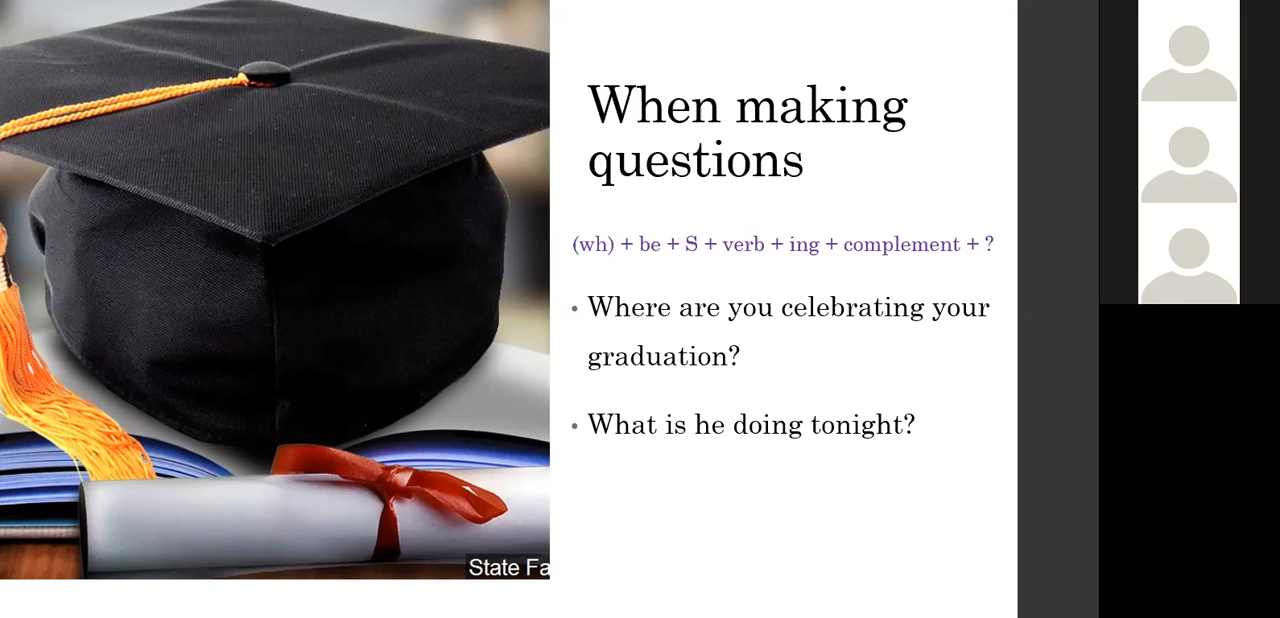 When making
questions
(wh) + be + S + verb + ing + complement + ?
• Where are you celebrating your
graduation?
• What is he doing tonight?
State Fa